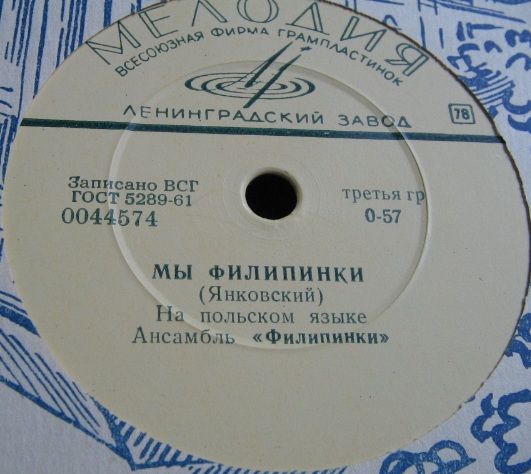 МЕЛОДИЯ
ВСЕСОЮЗНАЯ ФИРМА ГРАМПЛАСТИНОК
ЛЕНИНГРАДСКИЙ ЗАВОД 78
Записано ВСГ
ГОСТ 5289-61
0044574
третья гр
0-57
МЫ ФИЛИПИНКИ
(Янковский)
На польском языке
Ансамбль «Филипинки»